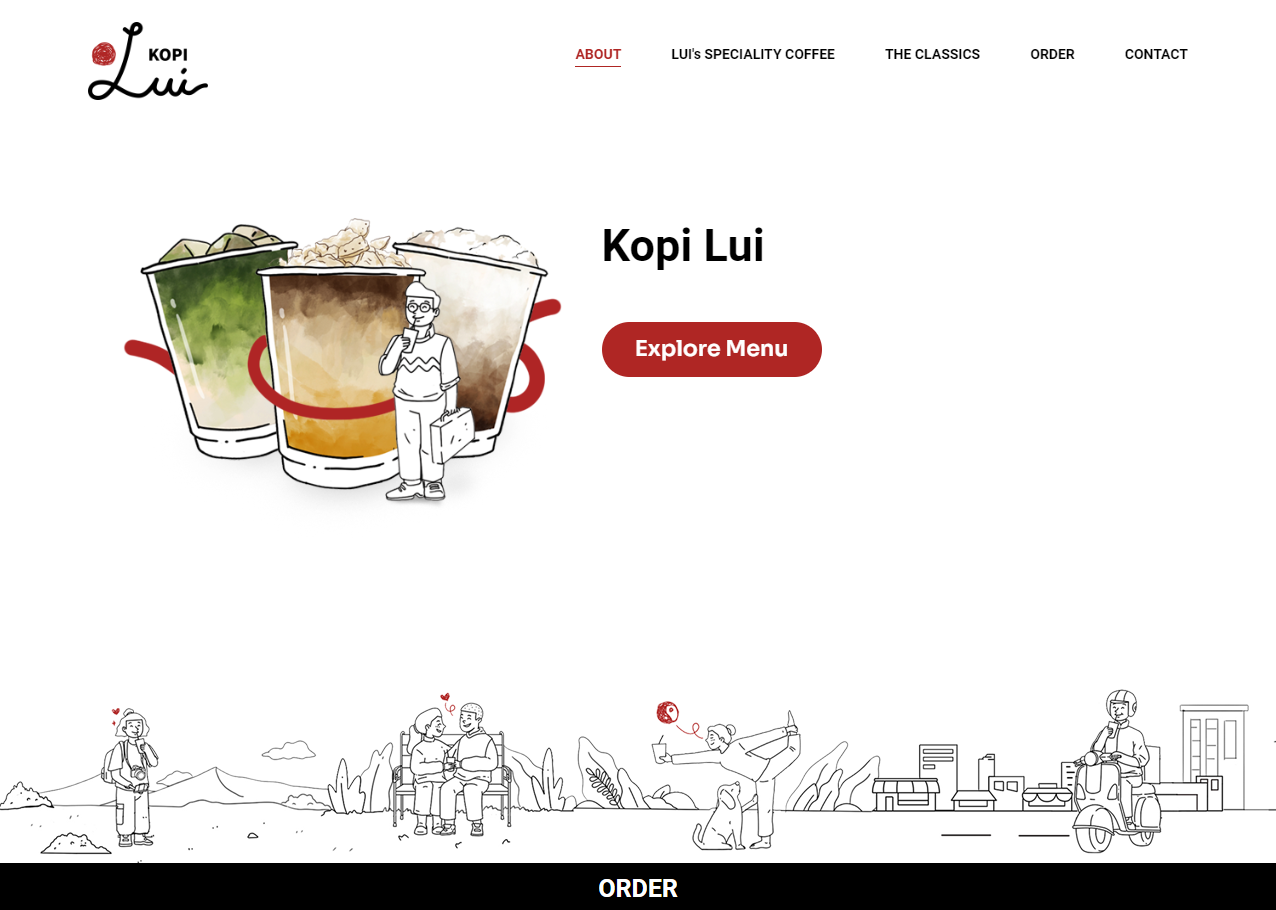 KOPI
Lui
ABOUT
LUI's SPECIALITY COFFEE
THE CLASSICS
ORDER
CONTACT
Kopi Lui
Explore Menu
ORDER